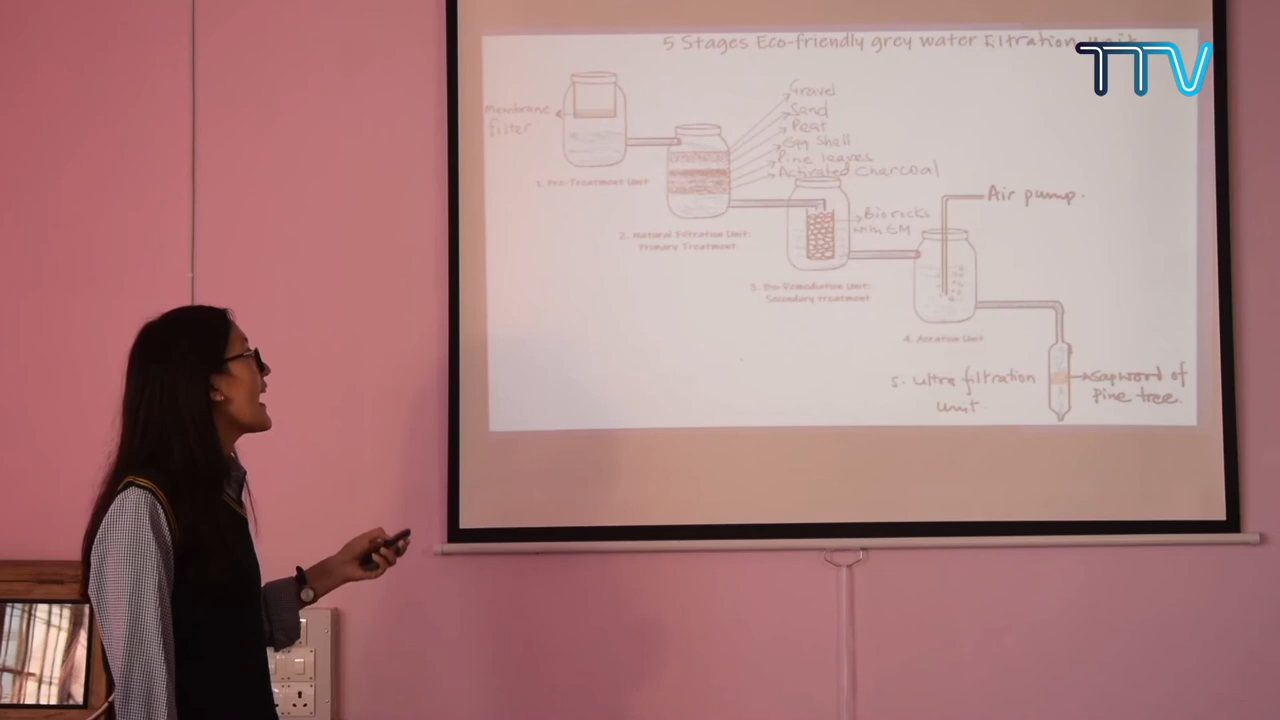 5 Stages Eco-friendly grey water Filtration Unit
TTV
Membrane
filter
Gravel
Sand
Peat
Egg Shell
Pine leaves
Activated charcoal
1. Pre-Treatment Unit
Air pump.
Biorocks
with EM
2. Natural Filtration Unit:
Primary Treatment
3. Bio-Remediation Unit:
Secondary treatment
4. Aeration Unit
5. Ultra filtration
Unit
Sapwood of
Pine tree.